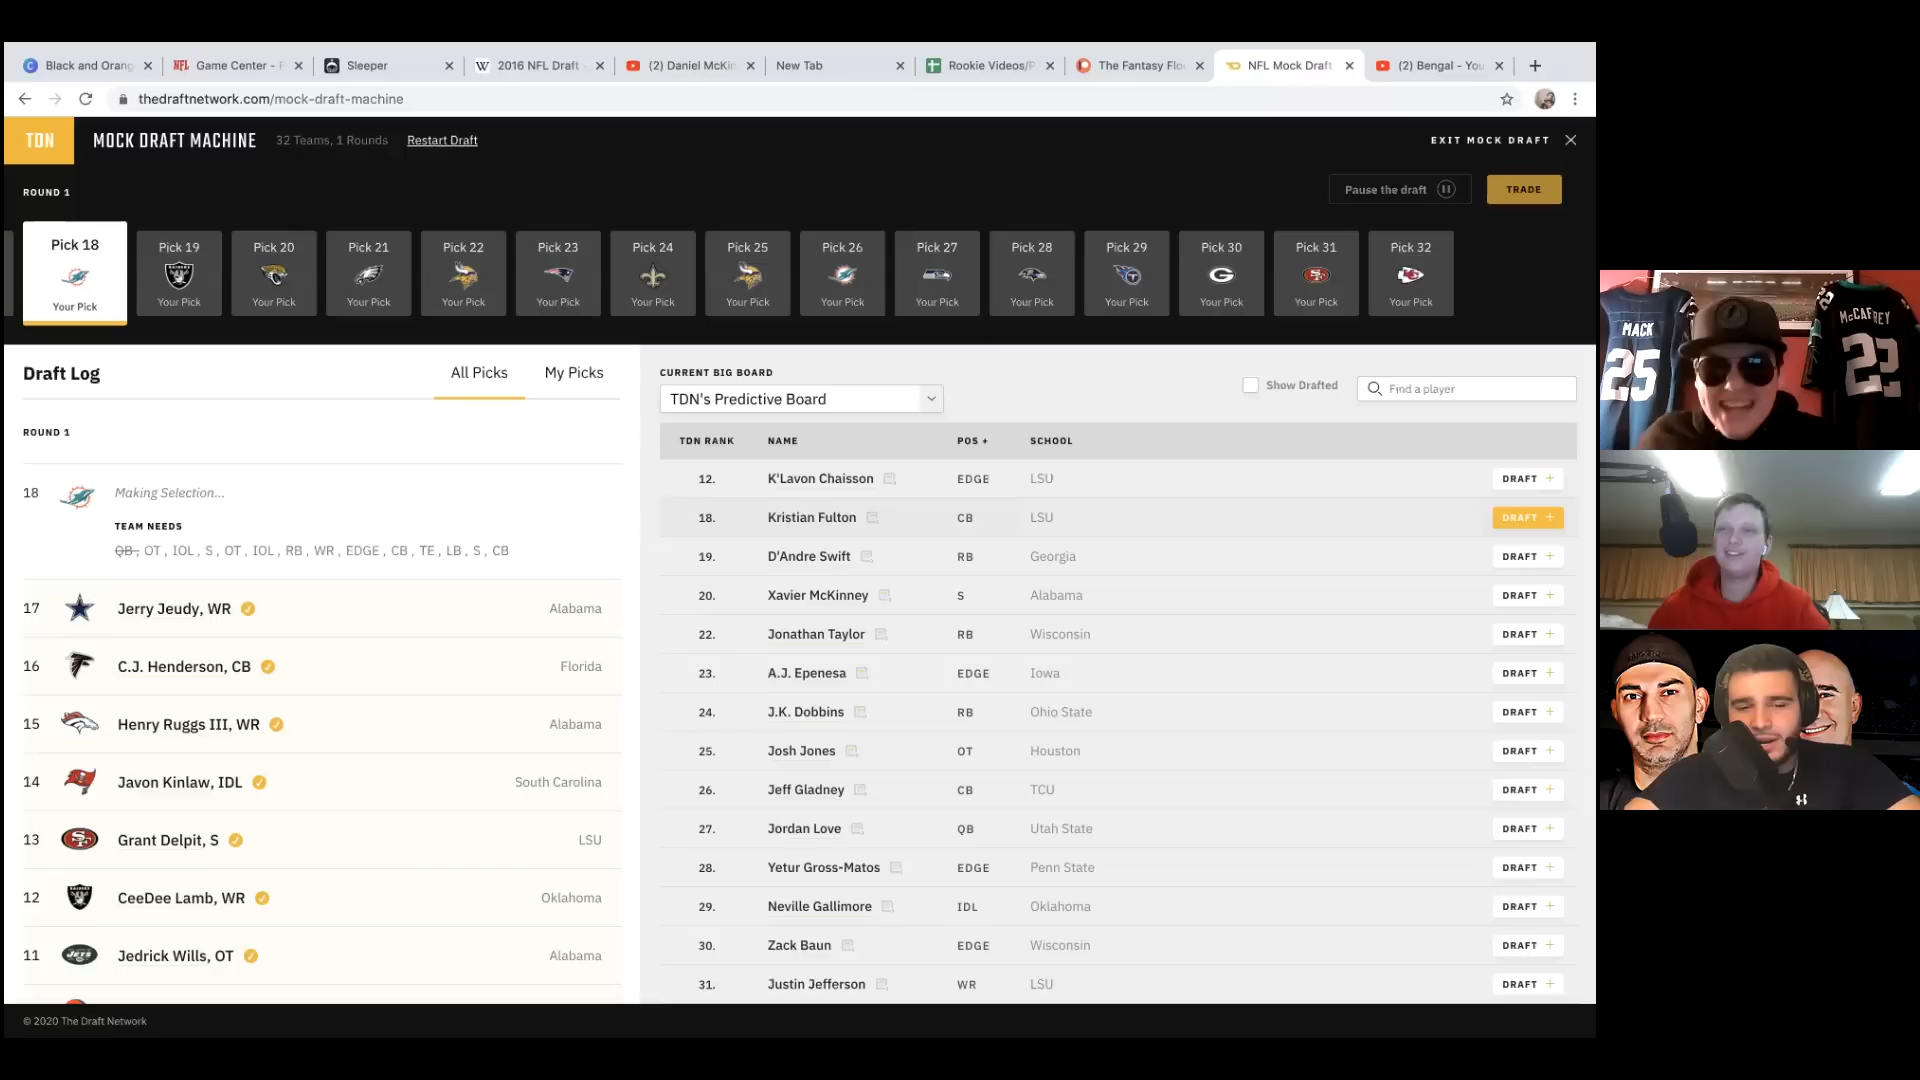 Black and Orang
Game Center - F
Sleeper
2016 NFL Draft
(2) Daniel McKin
New Tab
Rookie Videos/P
The Fantasy Flo
NFL Mock Draft
(2) Bengal - You
thedraftnetwork.com/mock-draft-machine
TDN MOCK DRAFT MACHINE 32 Teams, 1 Rounds Restart Draft EXIT MOCK DRAFT
ROUND 1 Pause the draft TRADE
Pick 18 Pick 19 Pick 20 Pick 21 Pick 22 Pick 23 Pick 24 Pick 25 Pick 26 Pick 27 Pick 28 Pick 29 Pick 30 Pick 31 Pick 32
Your Pick Your Pick Your Pick Your Pick Your Pick Your Pick Your Pick Your Pick Your Pick Your Pick Your Pick Your Pick Your Pick Your Pick Your Pick
Draft Log All Picks My Picks
ROUND 1
18 Making Selection...
TEAM NEEDS
QB, OT, IOL, S, OT, IOL, RB, WR, EDGE, CB, TE, LB, S, CB
17 Jerry Jeudy, WR Alabama
16 C.J. Henderson, CB Florida
15 Henry Ruggs III, WR Alabama
14 Javon Kinlaw, IDL South Carolina
13 Grant Delpit, S LSU
12 CeeDee Lamb, WR Oklahoma
11 Jedrick Wills, OT Alabama
CURRENT BIG BOARD
TDN's Predictive Board Show Drafted Find a player
TDN RANK NAME POS + SCHOOL
12. K'Lavon Chaisson EDGE LSU DRAFT +
18. Kristian Fulton CB LSU DRAFT +
19. D'Andre Swift RB Georgia DRAFT +
20. Xavier McKinney S Alabama DRAFT +
22. Jonathan Taylor RB Wisconsin DRAFT +
23. A.J. Epenesa EDGE Iowa DRAFT +
24. J.K. Dobbins RB Ohio State DRAFT +
25. Josh Jones OT Houston DRAFT +
26. Jeff Gladney CB TCU DRAFT +
27. Jordan Love QB Utah State DRAFT +
28. Yetur Gross-Matos EDGE Penn State DRAFT +
29. Neville Gallimore IDL Oklahoma DRAFT +
30. Zack Baun EDGE Wisconsin DRAFT +
31. Justin Jefferson WR LSU DRAFT +
© 2020 The Draft Network
MACK
25
McCAFFREY
22